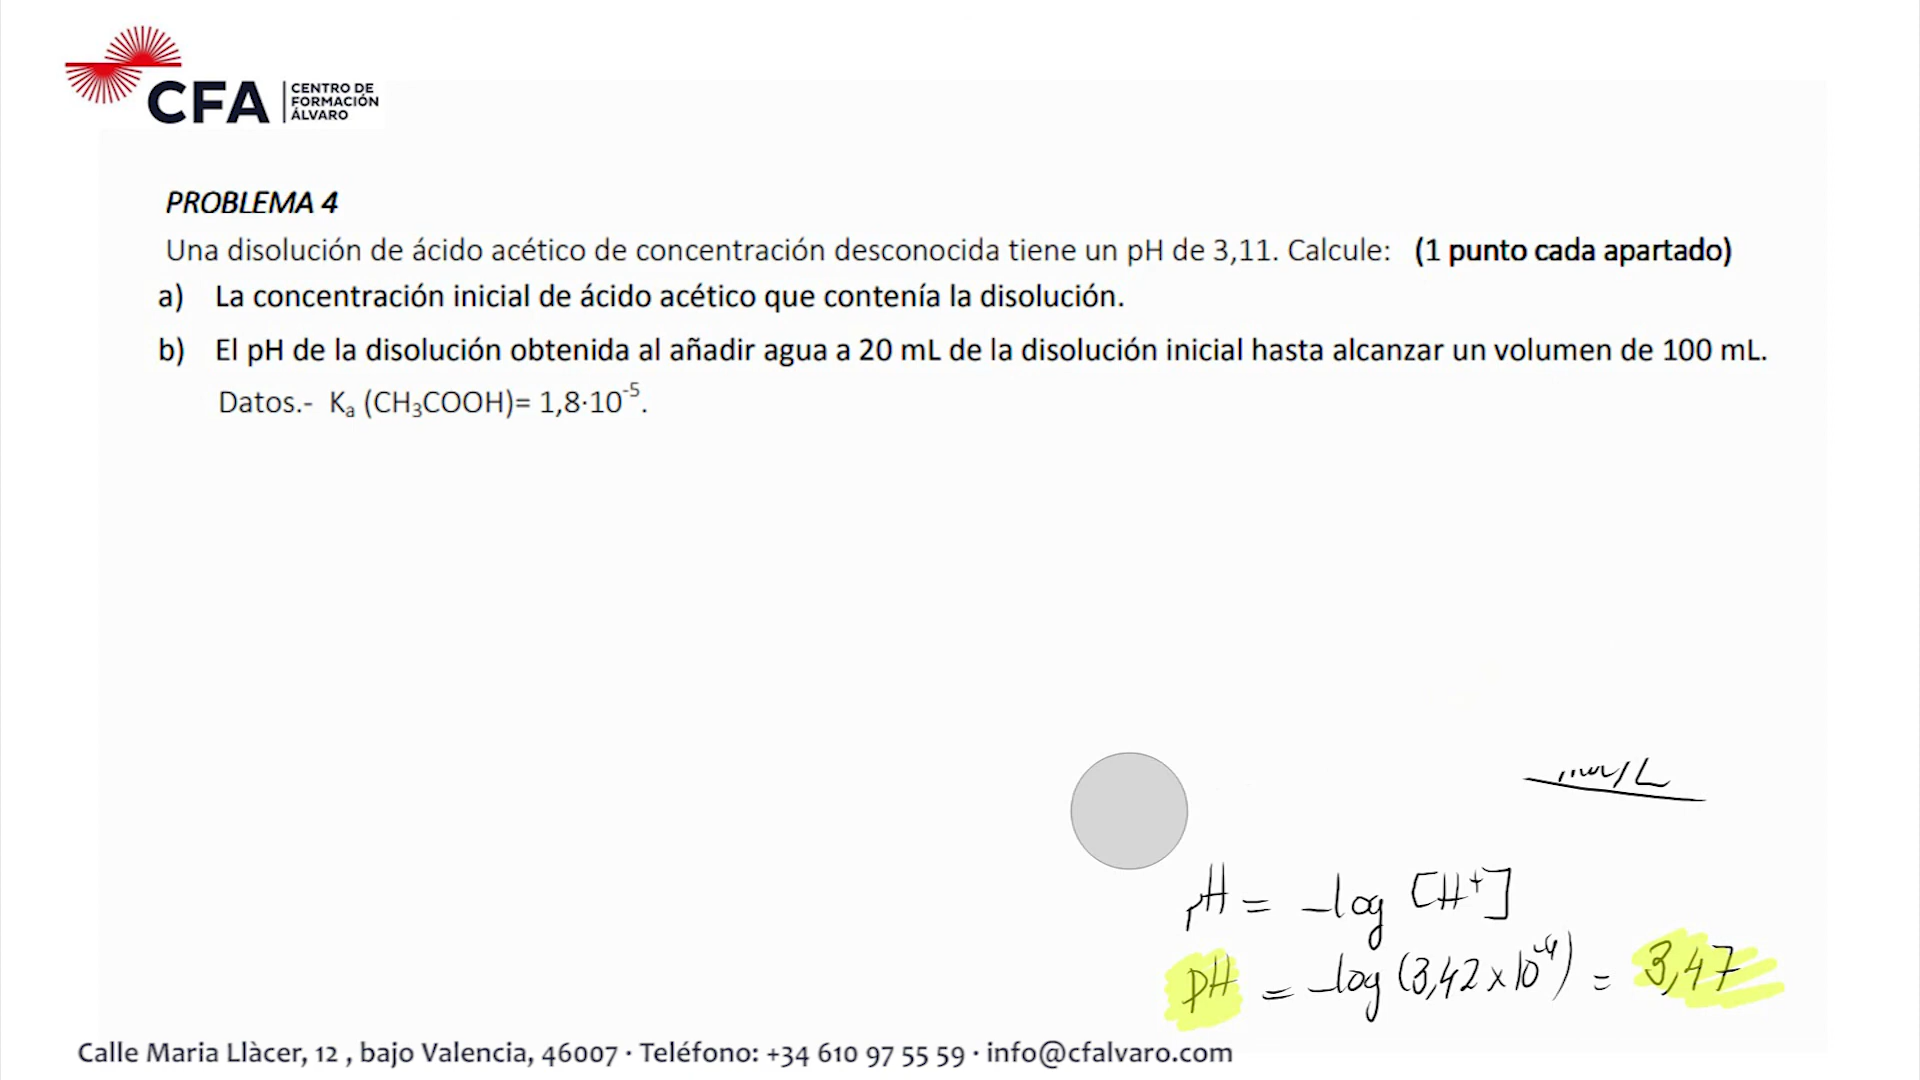 CFA
CENTRO DE
FORMACIÓN
ÁLVARO
PROBLEMA 4
Una disolución de ácido acético de concentración desconocida tiene un pH de 3,11. Calcule: (1 punto cada apartado)
a) La concentración inicial de ácido acético que contenía la disolución.
b) El pH de la disolución obtenida al añadir agua a 20 mL de la disolución inicial hasta alcanzar un volumen de 100 mL.
Datos.- Kₐ (CH₃COOH)= 1,8·10⁻⁵.
mol/L
pH = -log [H⁺]
pH = -log (3,42 x 10⁻⁴) = 3,47
Calle Maria Llàcer, 12 , bajo Valencia, 46007 · Teléfono: +34 610 97 55 59 · info@cfalvaro.com